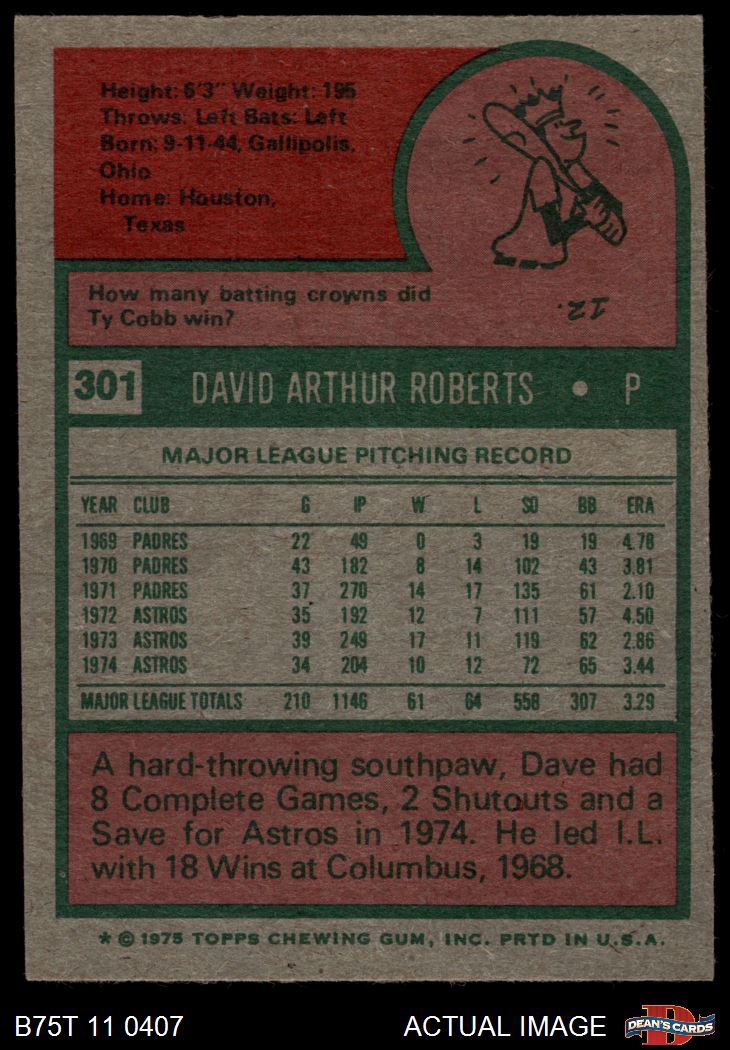 Height: 6'3" Weight: 195
Throws: Left Bats: Left
Born: 9-11-44, Gallipolis,
Ohio
Home: Houston,
Texas
How many batting crowns did
Ty Cobb win?
12.
301 DAVID ARTHUR ROBERTS • P
MAJOR LEAGUE PITCHING RECORD
YEAR CLUB G IP W L SO BB ERA
1969 PADRES 22 49 0 3 19 19 4.78
1970 PADRES 43 182 8 14 102 43 3.81
1971 PADRES 37 270 14 17 135 61 2.10
1972 ASTROS 35 192 12 7 111 57 4.50
1973 ASTROS 39 249 17 11 119 62 2.86
1974 ASTROS 34 204 10 12 72 65 3.44
MAJOR LEAGUE TOTALS 210 1146 61 64 558 307 3.29
A hard-throwing southpaw, Dave had
8 Complete Games, 2 Shutouts and a
Save for Astros in 1974. He led I.L.
with 18 Wins at Columbus, 1968.
* © 1975 TOPPS CHEWING GUM, INC. PRTD IN U.S.A.
B75T 11 0407 ACTUAL IMAGE D DEAN'S CARDS